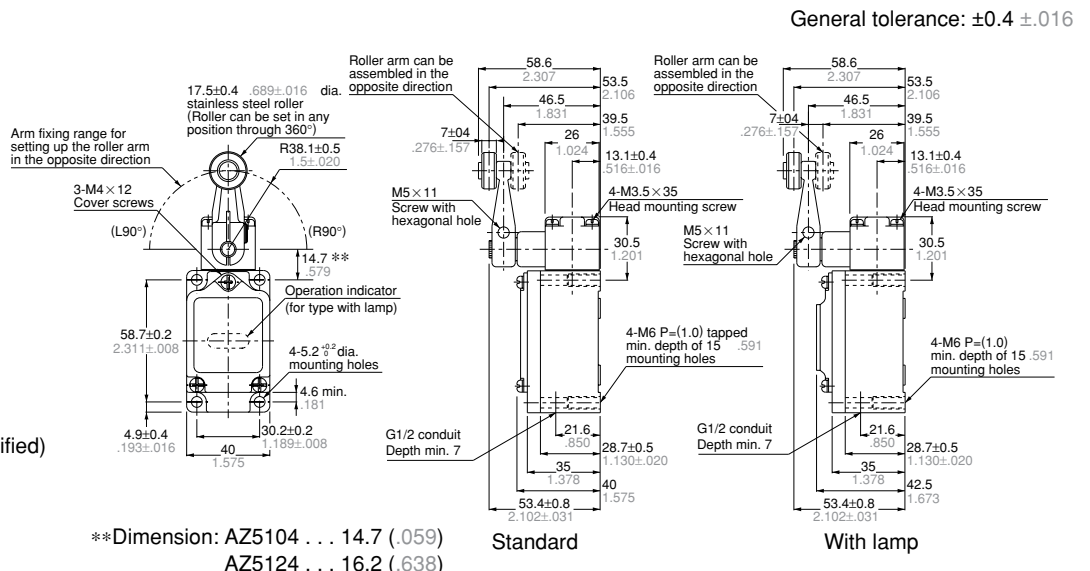 General tolerance: ±0.4 ±.016
17.5±0.4 .689±.016 dia.
stainless steel roller
(Roller can be set in any
position through 360°)
R38.1±0.5
1.5±.020
Arm fixing range for
setting up the roller arm
in the opposite direction
3-M4×12
Cover screws
(L90°)
(R90°)
14.7 **
.579
Operation indicator
(for type with lamp)
58.7±0.2
2.311±.008
4-5.2 +0.2 0 dia.
mounting holes
4.6 min.
.181
4.9±0.4
.193±.016
30.2±0.2
1.189±.008
40
1.575
ified)
Roller arm can be
assembled in the
opposite direction
58.6
2.307
53.5
2.106
46.5
1.831
39.5
1.555
7±04
.276±.157
26
1.024
13.1±0.4
.516±.016
M5×11
Screw with
hexagonal hole
4-M3.5×35
Head mounting screw
30.5
1.201
4-M6 P=(1.0) tapped
min. depth of 15 .591
mounting holes
G1/2 conduit
Depth min. 7
21.6
.850
28.7±0.5
1.130±.020
35
1.378
40
1.575
53.4±0.8
2.102±.031
Standard
Roller arm can be
assembled in the
opposite direction
58.6
2.307
53.5
2.106
46.5
1.831
39.5
1.555
7±04
.276±.157
26
1.024
13.1±0.4
.516±.016
M5×11
Screw with
hexagonal hole
4-M3.5×35
Head mounting screw
30.5
1.201
4-M6 P=(1.0)
min. depth of 15 .591
mounting holes
G1/2 conduit
Depth min. 7
21.6
.850
28.7±0.5
1.130±.020
35
1.378
42.5
1.673
53.4±0.8
2.102±.031
With lamp
**Dimension: AZ5104 . . . 14.7 (.059)
AZ5124 . . . 16.2 (.638)